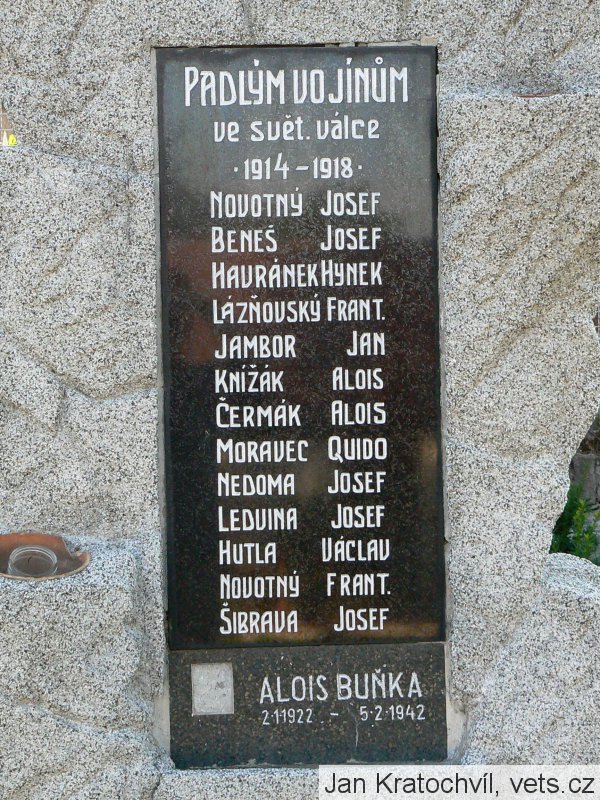 PADLÝM VOJÍNŮM
ve svět. válce
· 1914 – 1918 ·
NOVOTNÝ JOSEF
BENEŠ JOSEF
HAVRÁNEK HYNEK
LÁZŇOVSKÝ FRANT.
JAMBOR JAN
KNÍŽÁK ALOIS
ČERMÁK ALOIS
MORAVEC QUIDO
NEDOMA JOSEF
LEDVINA JOSEF
HUTLA VÁCLAV
NOVOTNÝ FRANT.
ŠIBRAVA JOSEF
ALOIS BUŇKA
2.1.1922 – 5.2.1942
Jan Kratochvíl, vets.cz